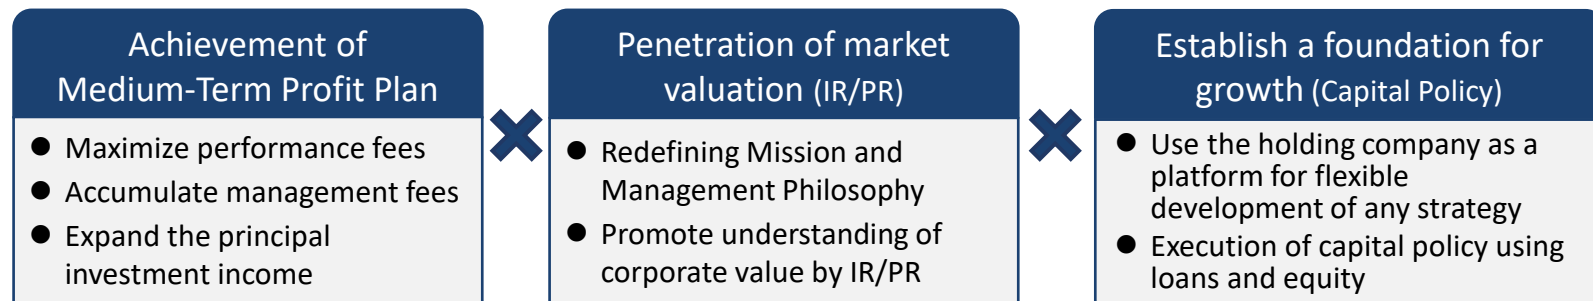 Achievement of
Medium-Term Profit Plan
● Maximize performance fees
● Accumulate management fees
● Expand the principal
investment income
Penetration of market
valuation (IR/PR)
● Redefining Mission and
Management Philosophy
● Promote understanding of
corporate value by IR/PR
Establish a foundation for
growth (Capital Policy)
● Use the holding company as a
platform for flexible
development of any strategy
● Execution of capital policy using
loans and equity